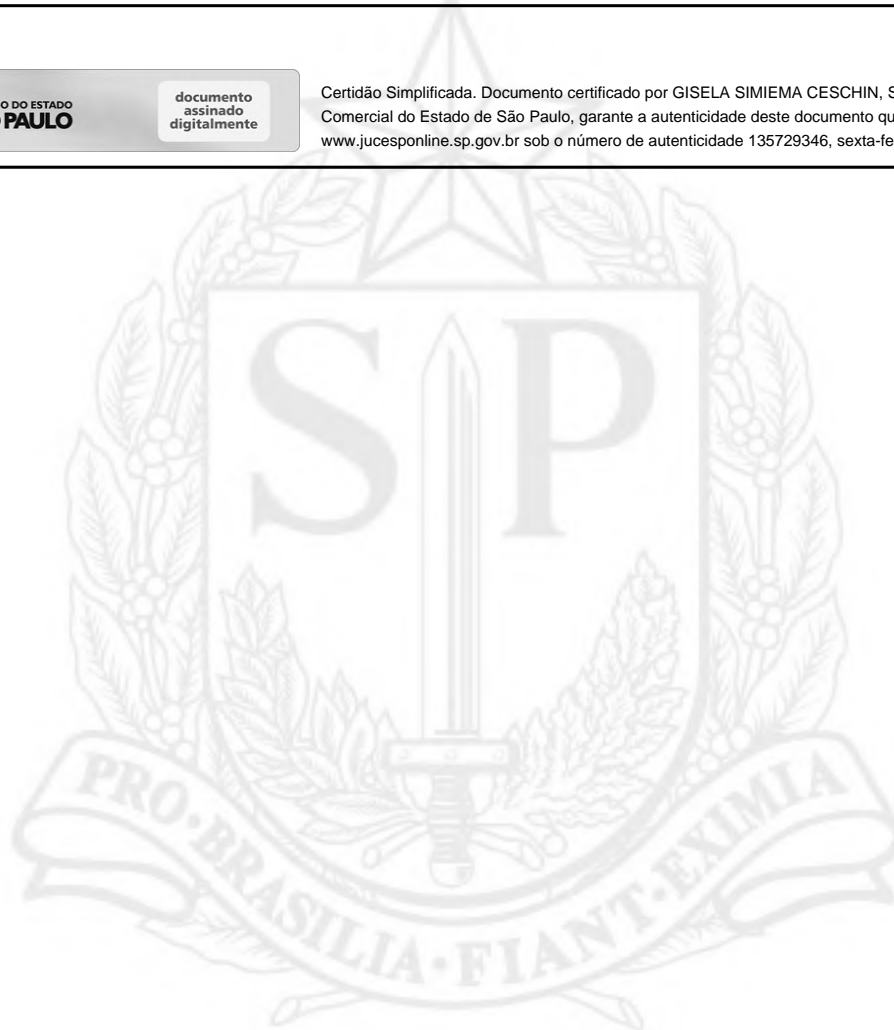 O DO ESTADO
PAULO
documento
assinado
digitalmente
Certidão Simplificada. Documento certificado por GISELA SIMIEMA CESCHIN, S
Comercial do Estado de São Paulo, garante a autenticidade deste documento qu
www.jucesponline.sp.gov.br sob o número de autenticidade 135729346, sexta-fe
S P
PRO·BRASILIA·FIANT·EXIMIA